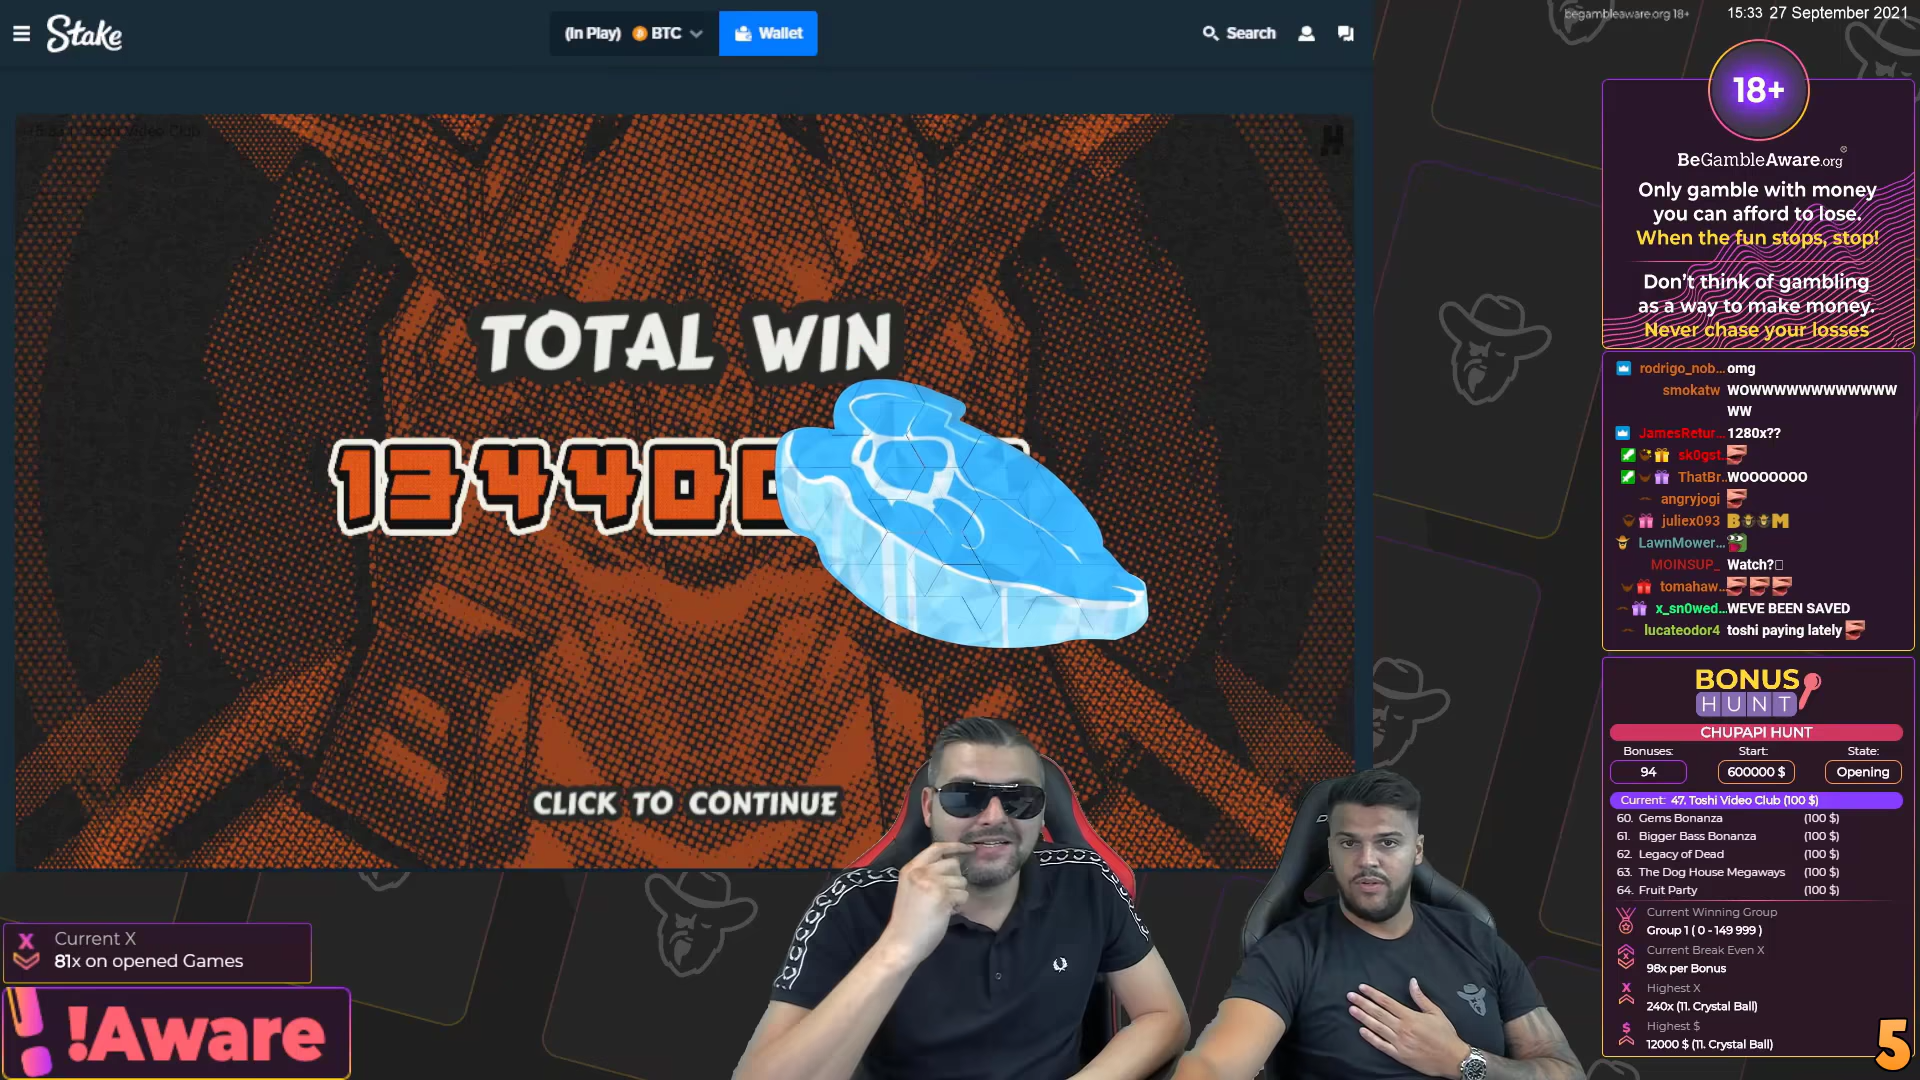 Stake
(In Play) BTC
Wallet
Search
begambleaware.org 18+
15:33 27 September 2021
18+
BeGambleAware.org
Only gamble with money
you can afford to lose.
When the fun stops, stop!
Don't think of gambling
as a way to make money.
Never chase your losses
TOTAL WIN
134400
CLICK TO CONTINUE
rodrigo_nob... omg
smokatw WOWWWWWWWWWWWW
WW
JamesRetur... 1280x??
sk0gst...
ThatBr... WOOOOOOO
angryjogi
juliex093 BOOM
LawnMower...
MOINSUP_ Watch?
tomahaw...
x_sn0wed... WEVE BEEN SAVED
lucateodor4 toshi paying lately
BONUS
HUNT
CHUPAPI HUNT
Bonuses: Start: State:
94 600000 $ Opening
Current: 47. Toshi Video Club (100 $)
60. Gems Bonanza (100 $)
61. Bigger Bass Bonanza (100 $)
62. Legacy of Dead (100 $)
63. The Dog House Megaways (100 $)
64. Fruit Party (100 $)
Current Winning Group
Group 1 ( 0 - 149 999 )
Current Break Even X
98x per Bonus
Highest X
240x (11. Crystal Ball)
Highest $
12000 $ (11. Crystal Ball)
5
Current X
81x on opened Games
!Aware